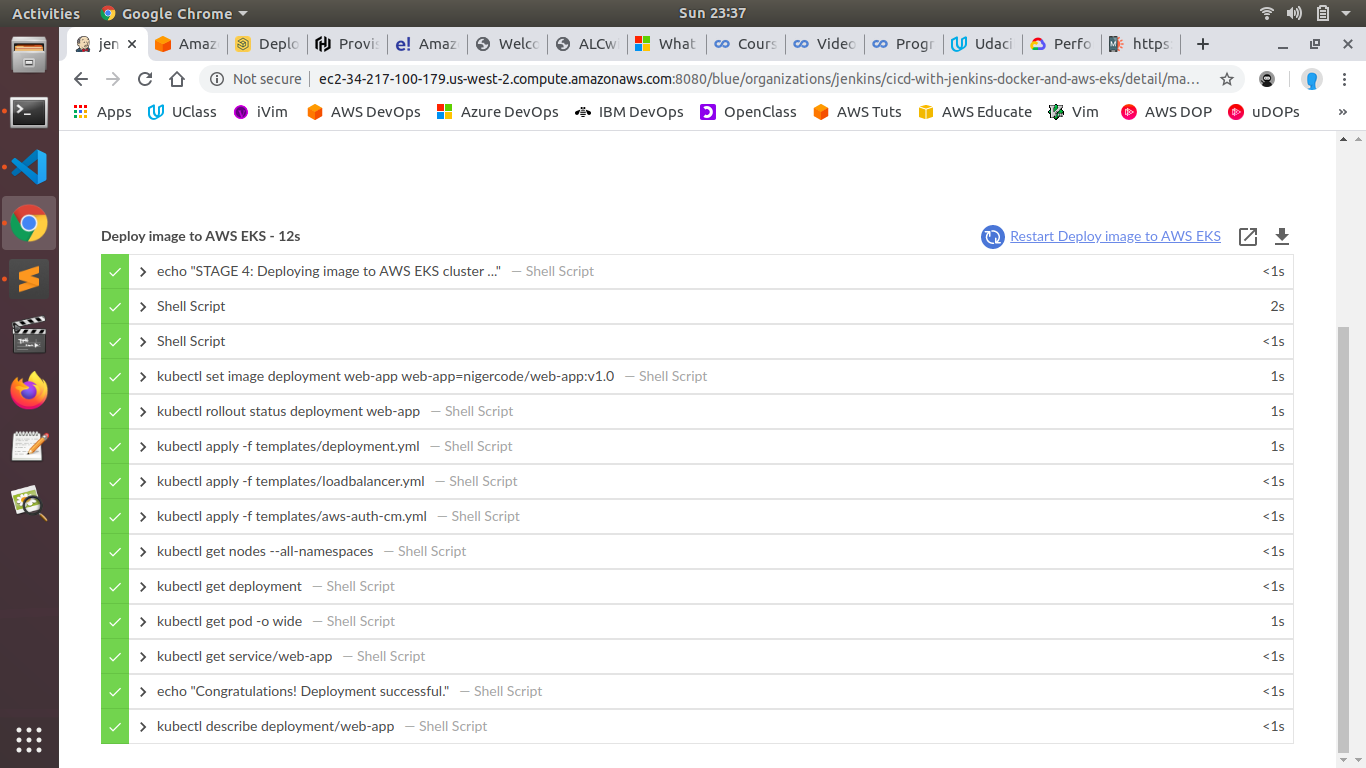 Activities Google Chrome Sun 23:37
jen Amaz Deplo Provis Amaz Welco ALCwl What Cours Video Progr Udaci Perfo https:
Not secure ec2-34-217-100-179.us-west-2.compute.amazonaws.com:8080/blue/organizations/jenkins/cicd-with-jenkins-docker-and-aws-eks/detail/ma…
Apps UClass iVim AWS DevOps Azure DevOps IBM DevOps OpenClass AWS Tuts AWS Educate Vim AWS DOP uDOPs »
Deploy image to AWS EKS - 12s Restart Deploy image to AWS EKS
echo "STAGE 4: Deploying image to AWS EKS cluster ..." — Shell Script <1s
Shell Script 2s
Shell Script <1s
kubectl set image deployment web-app web-app=nigercode/web-app:v1.0 — Shell Script 1s
kubectl rollout status deployment web-app — Shell Script 1s
kubectl apply -f templates/deployment.yml — Shell Script 1s
kubectl apply -f templates/loadbalancer.yml — Shell Script <1s
kubectl apply -f templates/aws-auth-cm.yml — Shell Script <1s
kubectl get nodes --all-namespaces — Shell Script <1s
kubectl get deployment — Shell Script <1s
kubectl get pod -o wide — Shell Script 1s
kubectl get service/web-app — Shell Script <1s
echo "Congratulations! Deployment successful." — Shell Script <1s
kubectl describe deployment/web-app — Shell Script <1s